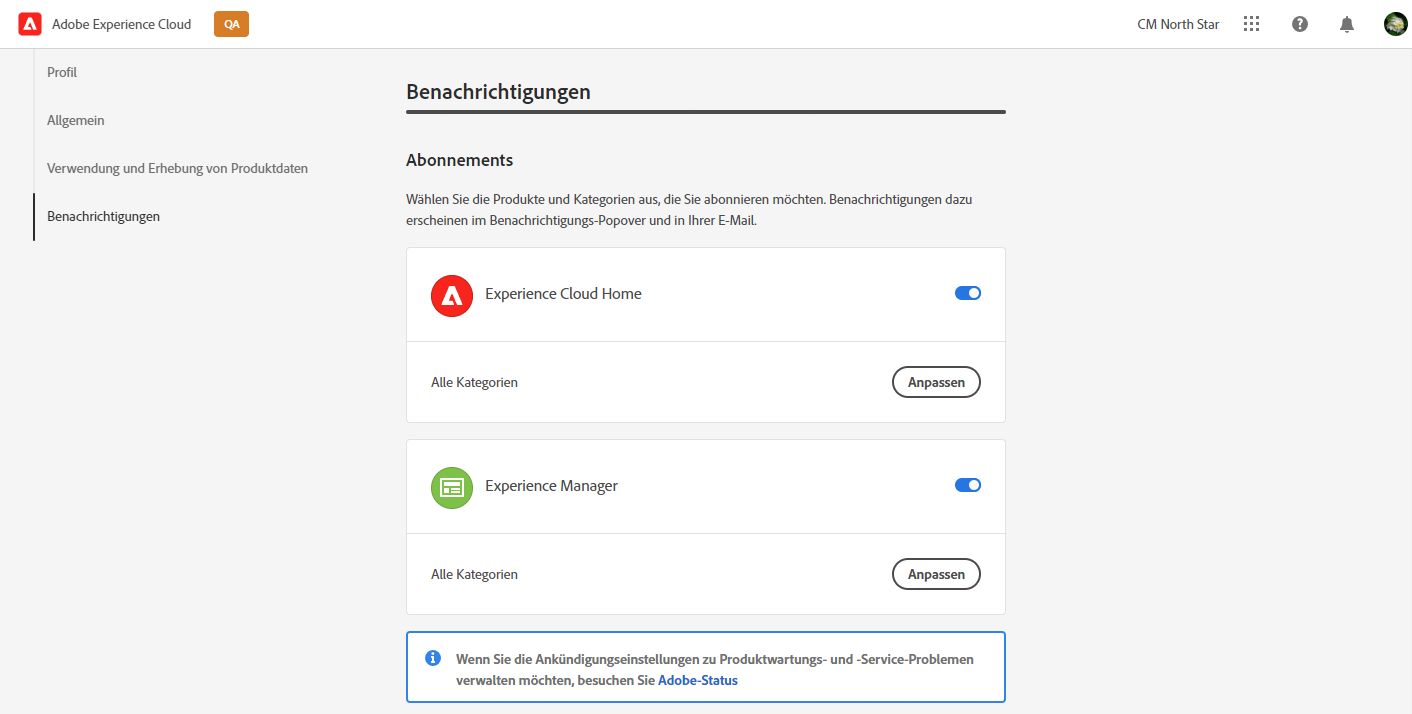 Adobe Experience Cloud
QA
CM North Star
Profil
Allgemein
Verwendung und Erhebung von Produktdaten
Benachrichtigungen
Benachrichtigungen
Abonnements
Wählen Sie die Produkte und Kategorien aus, die Sie abonnieren möchten. Benachrichtigungen dazu
erscheinen im Benachrichtigungs-Popover und in Ihrer E-Mail.
Experience Cloud Home
Alle Kategorien
Anpassen
Experience Manager
Alle Kategorien
Anpassen
Wenn Sie die Ankündigungseinstellungen zu Produktwartungs- und -Service-Problemen
verwalten möchten, besuchen Sie Adobe-Status